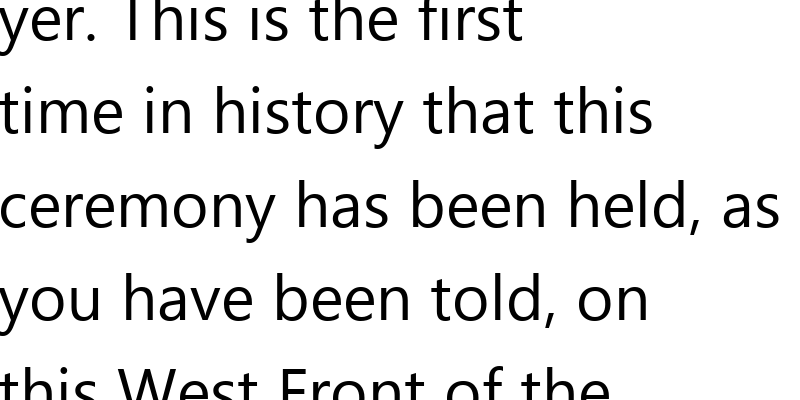 yer. This is the first
time in history that this
ceremony has been held, as
you have been told, on
this West Front of the